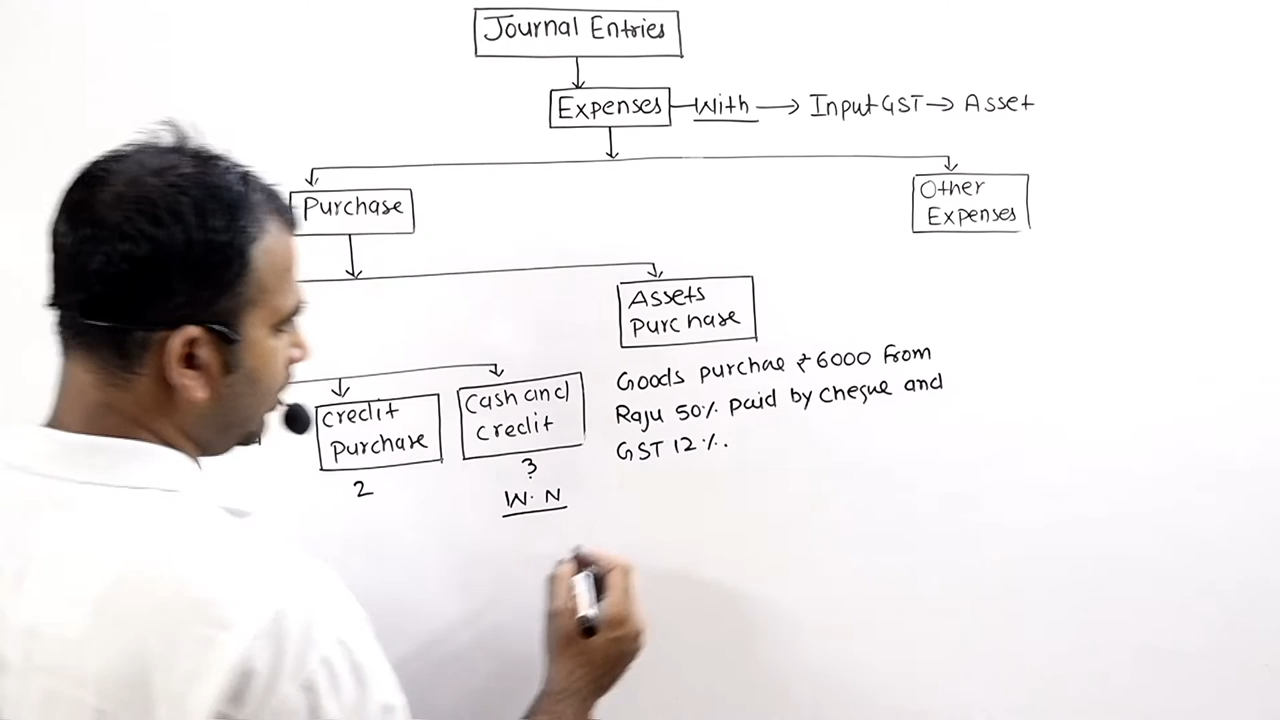 Journal Entries
Expenses With → Input GST → Asset
Purchase
Other
Expenses
Assets
Purchase
Credit
Purchase
2
Cash and
Credit
3
W.N
Goods purchae ₹6000 From
Raju 50% paid by cheque and
GST 12%.